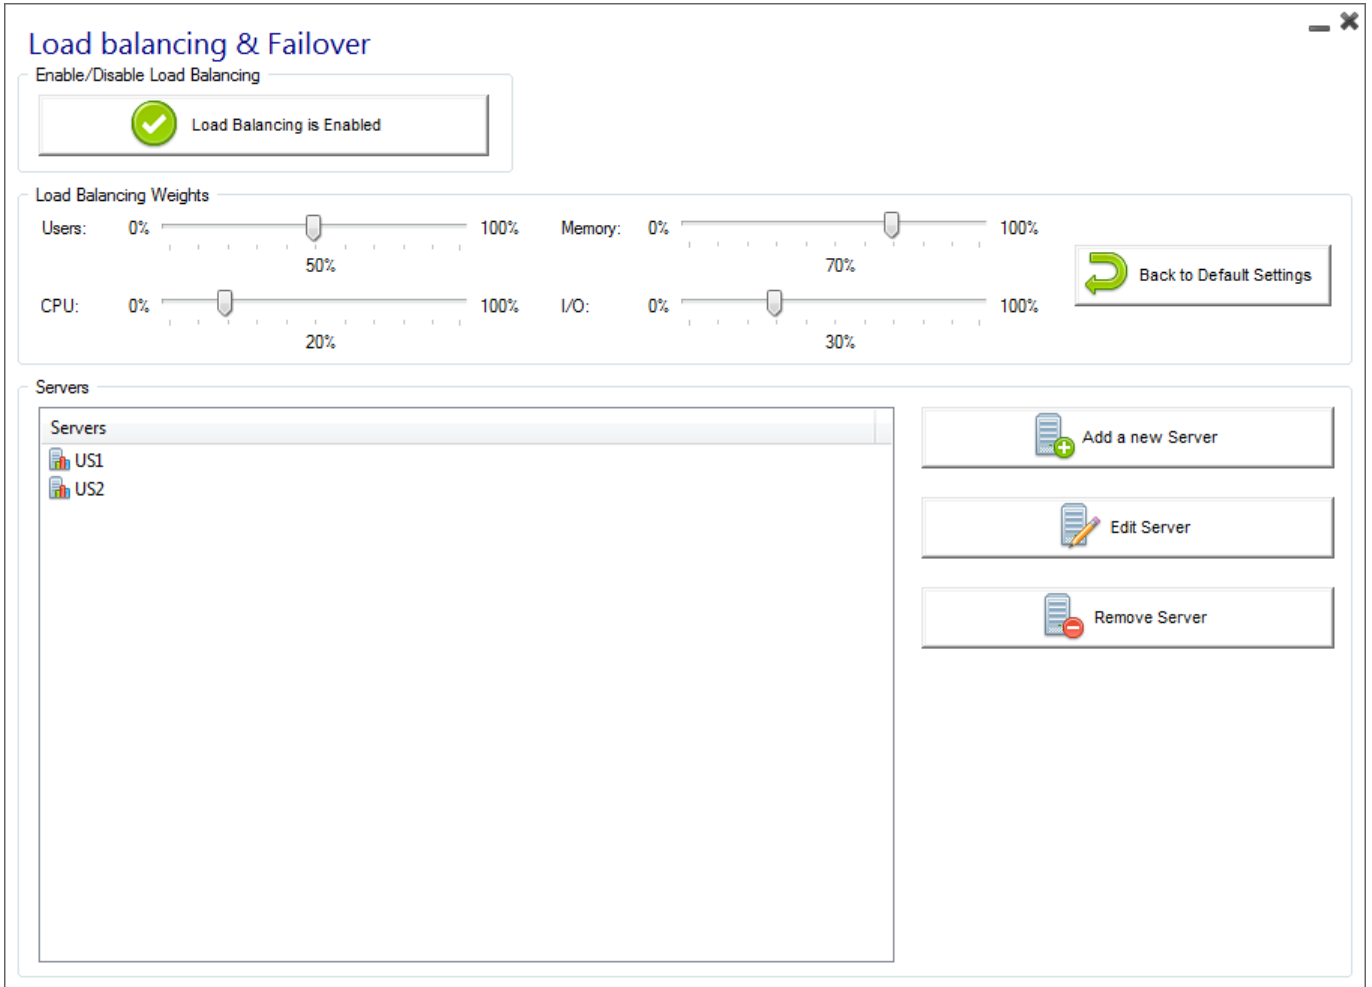 Load balancing & Failover
Enable/Disable Load Balancing
Load Balancing is Enabled
Load Balancing Weights
Users: 0% 100% Memory: 0% 100%
50% 70%
Back to Default Settings
CPU: 0% 100% I/O: 0% 100%
20% 30%
Servers
Servers
US1
US2
Add a new Server
Edit Server
Remove Server